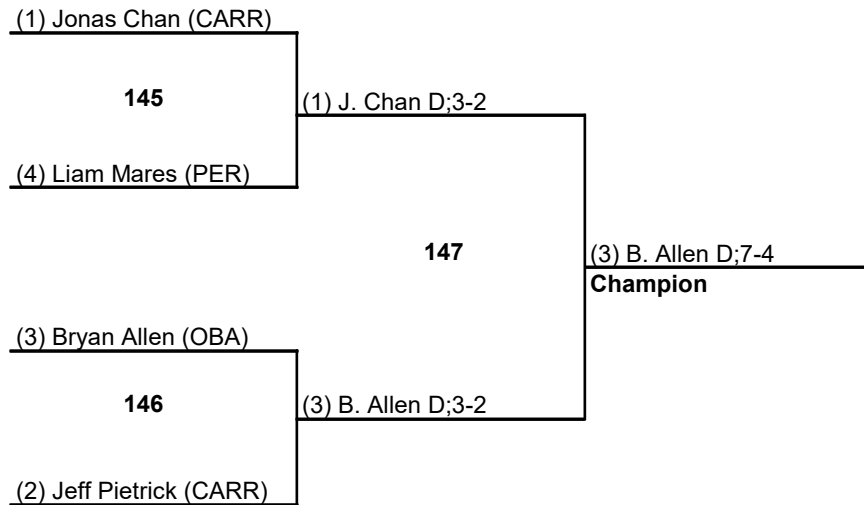 (1) Jonas Chan (CARR)
145
(1) J. Chan D;3-2
(4) Liam Mares (PER)
147
(3) B. Allen D;7-4
Champion
(3) Bryan Allen (OBA)
146
(3) B. Allen D;3-2
(2) Jeff Pietrick (CARR)